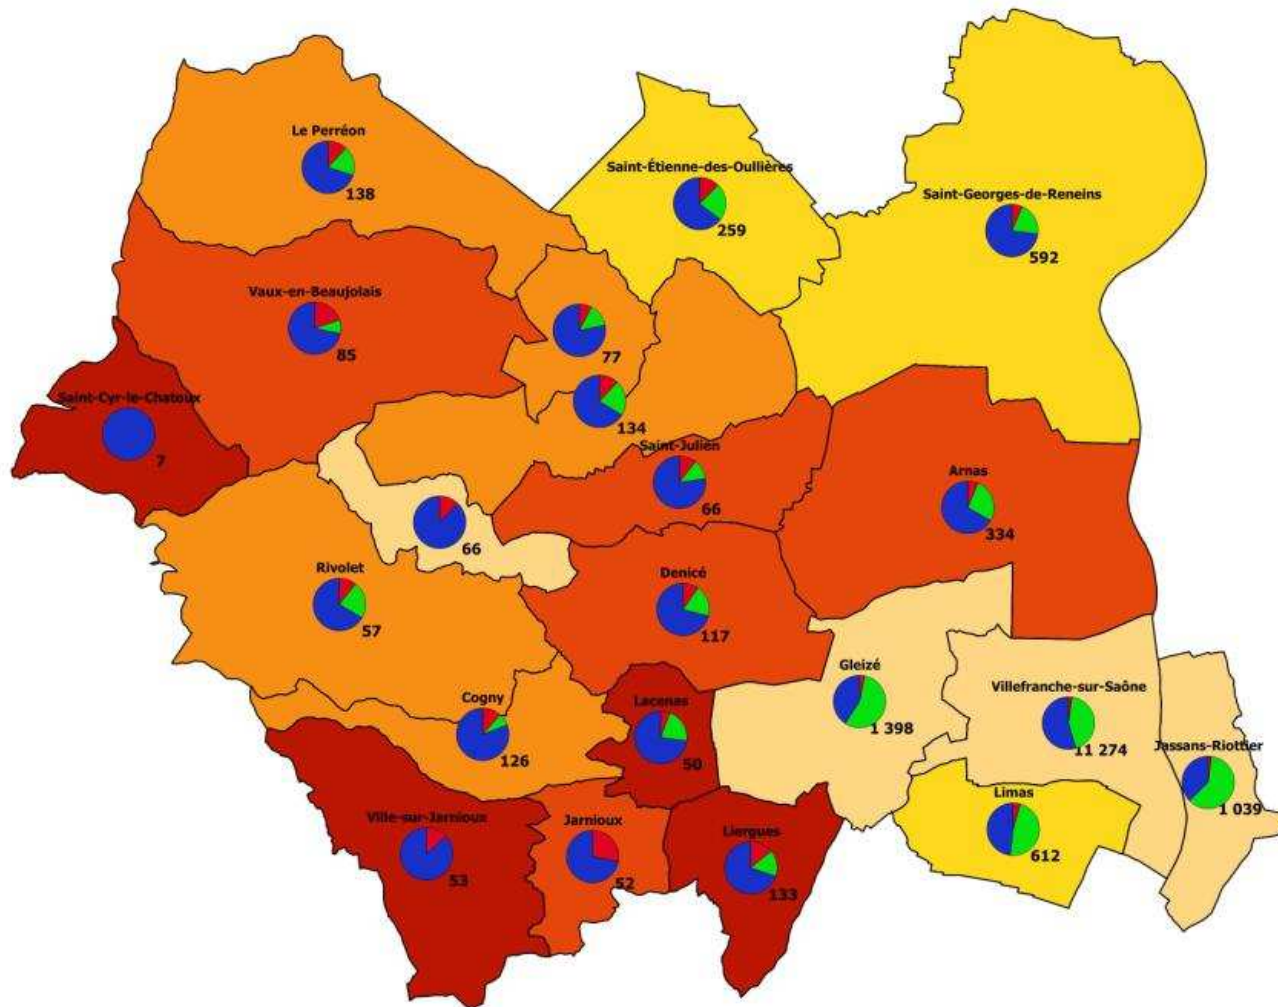 Le Perréon
138
Saint-Étienne-des-Oullières
259
Saint-Georges-de-Reneins
592
Vaux-en-Beaujolais
85
77
Saint-Cyr-le-Chatoux
7
134
Saint-Julien
66
Arnas
334
66
Rivolet
57
Denicé
117
Gleizé
1 398
Villefranche-sur-Saône
11 274
Cogny
126
Lacenas
50
Jassans-Riottier
1 039
Limas
612
Ville-sur-Jarnioux
53
Jarnioux
52
Liergues
133